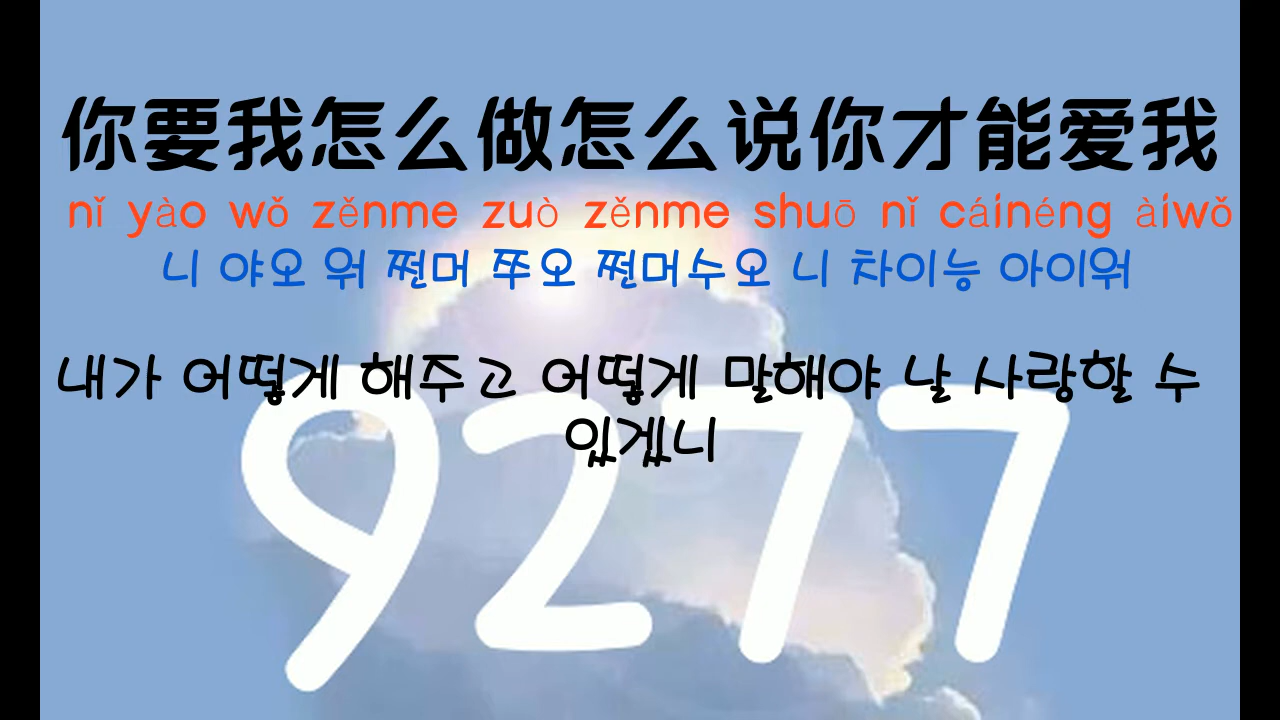 你要我怎么做怎么说你才能爱我
nǐ yào wǒ zěnme zuò zěnme shuō nǐ cáinéng àiwǒ
니 야오 워 쩐머 쭈오 쩐머수오 니 차이능 아이워
내가 어떻게 해주고 어떻게 말해야 날 사랑할 수
있겠니
9277